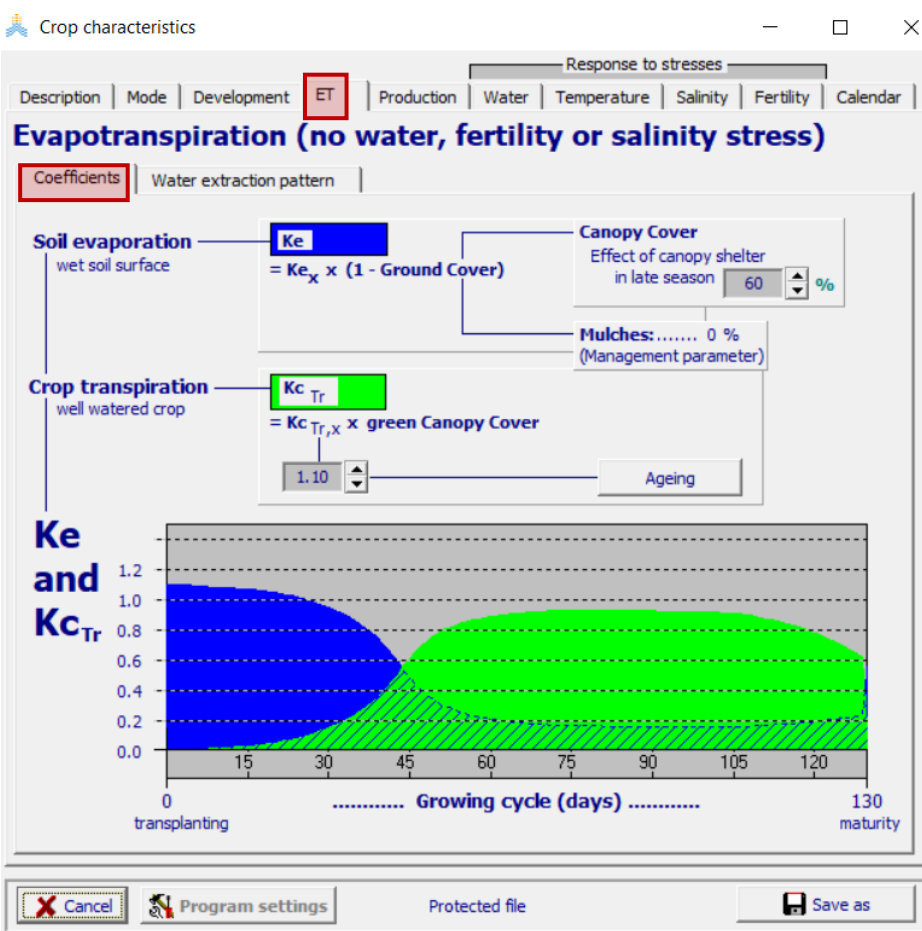 Crop characteristics
Response to stresses
Description Mode Development ET Production Water Temperature Salinity Fertility Calendar
Evapotranspiration (no water, fertility or salinity stress)
Coefficients Water extraction pattern
Soil evaporation
wet soil surface
Ke
= Kex x (1 - Ground Cover)
Canopy Cover
Effect of canopy shelter
in late season 60 %
Mulches:....... 0 %
(Management parameter)
Crop transpiration
well watered crop
Kc Tr
= Kc Tr,x x green Canopy Cover
1.10
Ageing
Ke
and
KcTr
1.2
1.0
0.8
0.6
0.4
0.2
0.0
15 30 45 60 75 90 105 120
0 ............ Growing cycle (days) ............ 130
transplanting maturity
Cancel Program settings Protected file Save as